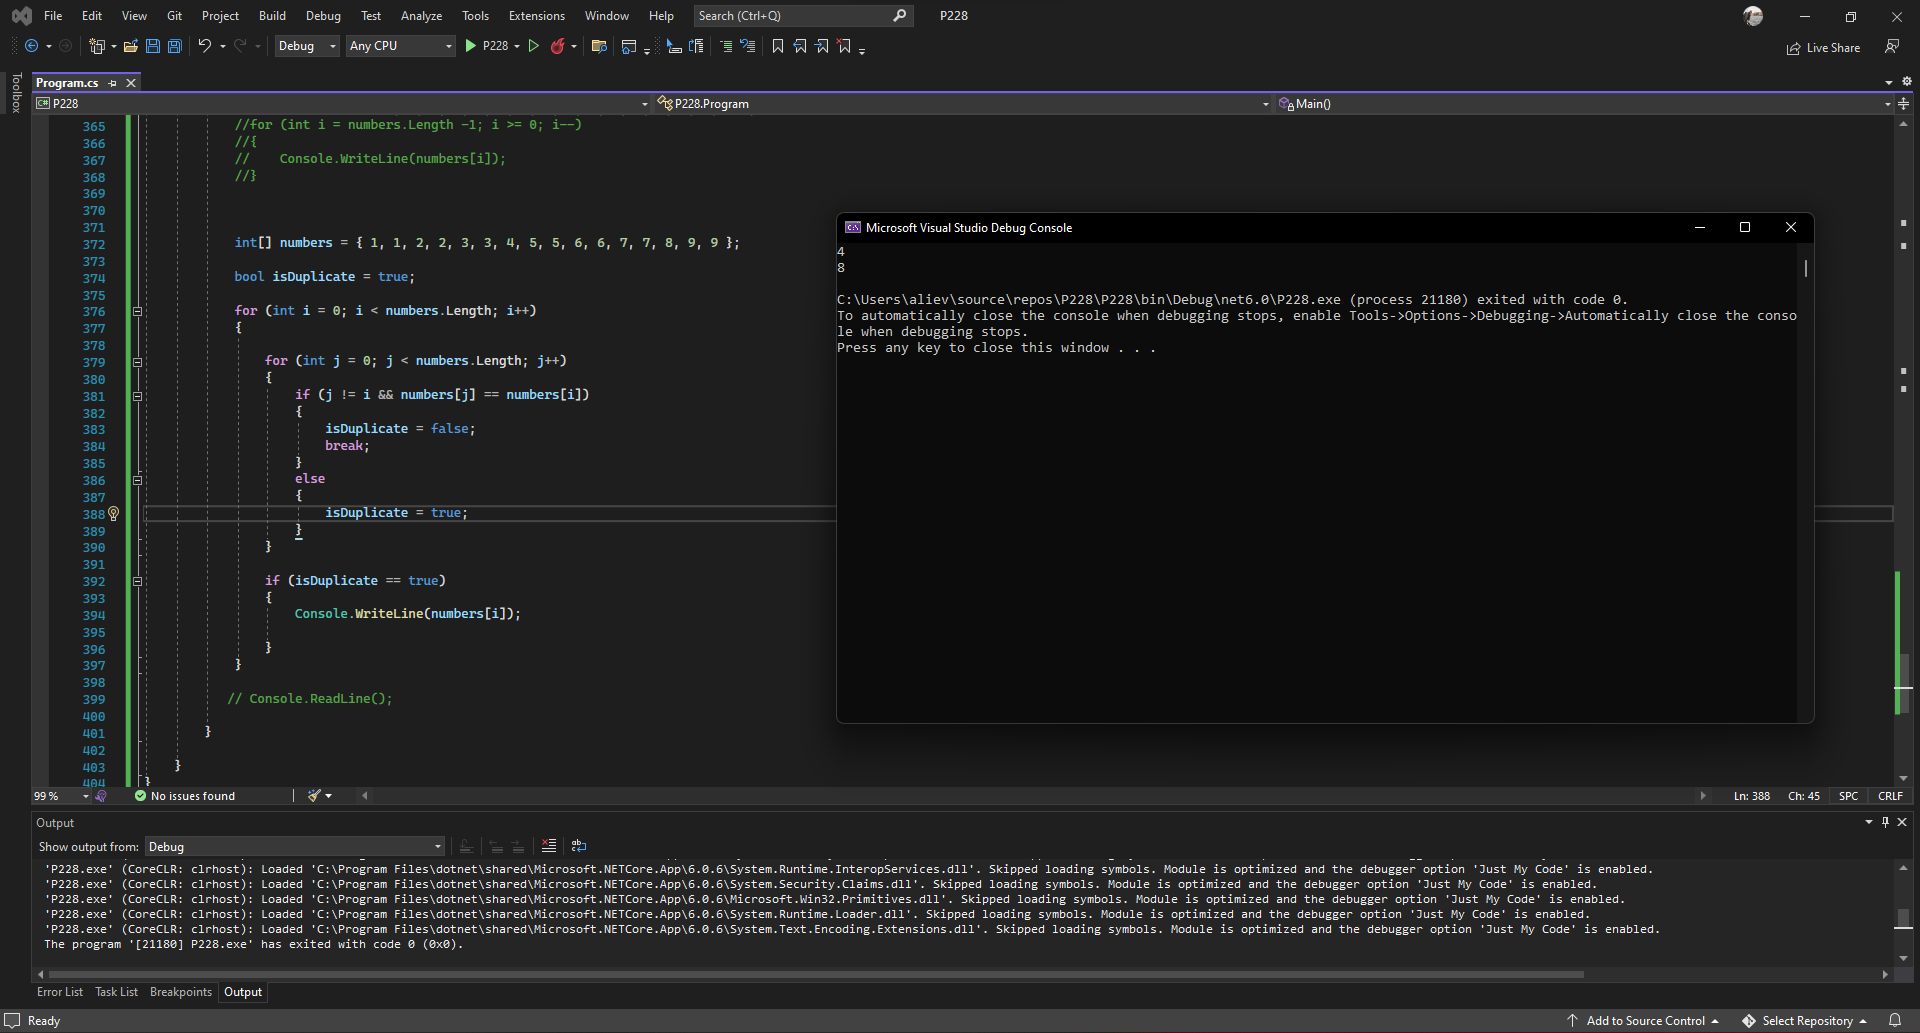 File Edit View Git Project Build Debug Test Analyze Tools Extensions Window Help Search (Ctrl+Q) P228
Debug Any CPU P228 Live Share
Toolbox
Program.cs
P228 P228.Program Main()
365 //for (int i = numbers.Length -1; i >= 0; i--)
366 //{
367 //    Console.WriteLine(numbers[i]);
368 //}
369
370
371
372 int[] numbers = { 1, 1, 2, 2, 3, 3, 4, 5, 5, 6, 6, 7, 7, 8, 9, 9 };
373
374 bool isDuplicate = true;
375
376 for (int i = 0; i < numbers.Length; i++)
377 {
378
379 for (int j = 0; j < numbers.Length; j++)
380 {
381 if (j != i && numbers[j] == numbers[i])
382 {
383 isDuplicate = false;
384 break;
385 }
386 else
387 {
388 isDuplicate = true;
389 }
390 }
391
392 if (isDuplicate == true)
393 {
394 Console.WriteLine(numbers[i]);
395
396 }
397 }
398
399 // Console.ReadLine();
400
401 }
402
403 }
404 }
Microsoft Visual Studio Debug Console
4
8
C:\Users\aliev\source\repos\P228\P228\bin\Debug\net6.0\P228.exe (process 21180) exited with code 0.
To automatically close the console when debugging stops, enable Tools->Options->Debugging->Automatically close the conso
le when debugging stops.
Press any key to close this window . . .
99 % No issues found Ln: 388 Ch: 45 SPC CRLF
Output
Show output from: Debug
'P228.exe' (CoreCLR: clrhost): Loaded 'C:\Program Files\dotnet\shared\Microsoft.NETCore.App\6.0.6\System.Runtime.InteropServices.dll'. Skipped loading symbols. Module is optimized and the debugger option 'Just My Code' is enabled.
'P228.exe' (CoreCLR: clrhost): Loaded 'C:\Program Files\dotnet\shared\Microsoft.NETCore.App\6.0.6\System.Security.Claims.dll'. Skipped loading symbols. Module is optimized and the debugger option 'Just My Code' is enabled.
'P228.exe' (CoreCLR: clrhost): Loaded 'C:\Program Files\dotnet\shared\Microsoft.NETCore.App\6.0.6\Microsoft.Win32.Primitives.dll'. Skipped loading symbols. Module is optimized and the debugger option 'Just My Code' is enabled.
'P228.exe' (CoreCLR: clrhost): Loaded 'C:\Program Files\dotnet\shared\Microsoft.NETCore.App\6.0.6\System.Runtime.Loader.dll'. Skipped loading symbols. Module is optimized and the debugger option 'Just My Code' is enabled.
'P228.exe' (CoreCLR: clrhost): Loaded 'C:\Program Files\dotnet\shared\Microsoft.NETCore.App\6.0.6\System.Text.Encoding.Extensions.dll'. Skipped loading symbols. Module is optimized and the debugger option 'Just My Code' is enabled.
The program '[21180] P228.exe' has exited with code 0 (0x0).
Error List Task List Breakpoints Output
Ready Add to Source Control Select Repository